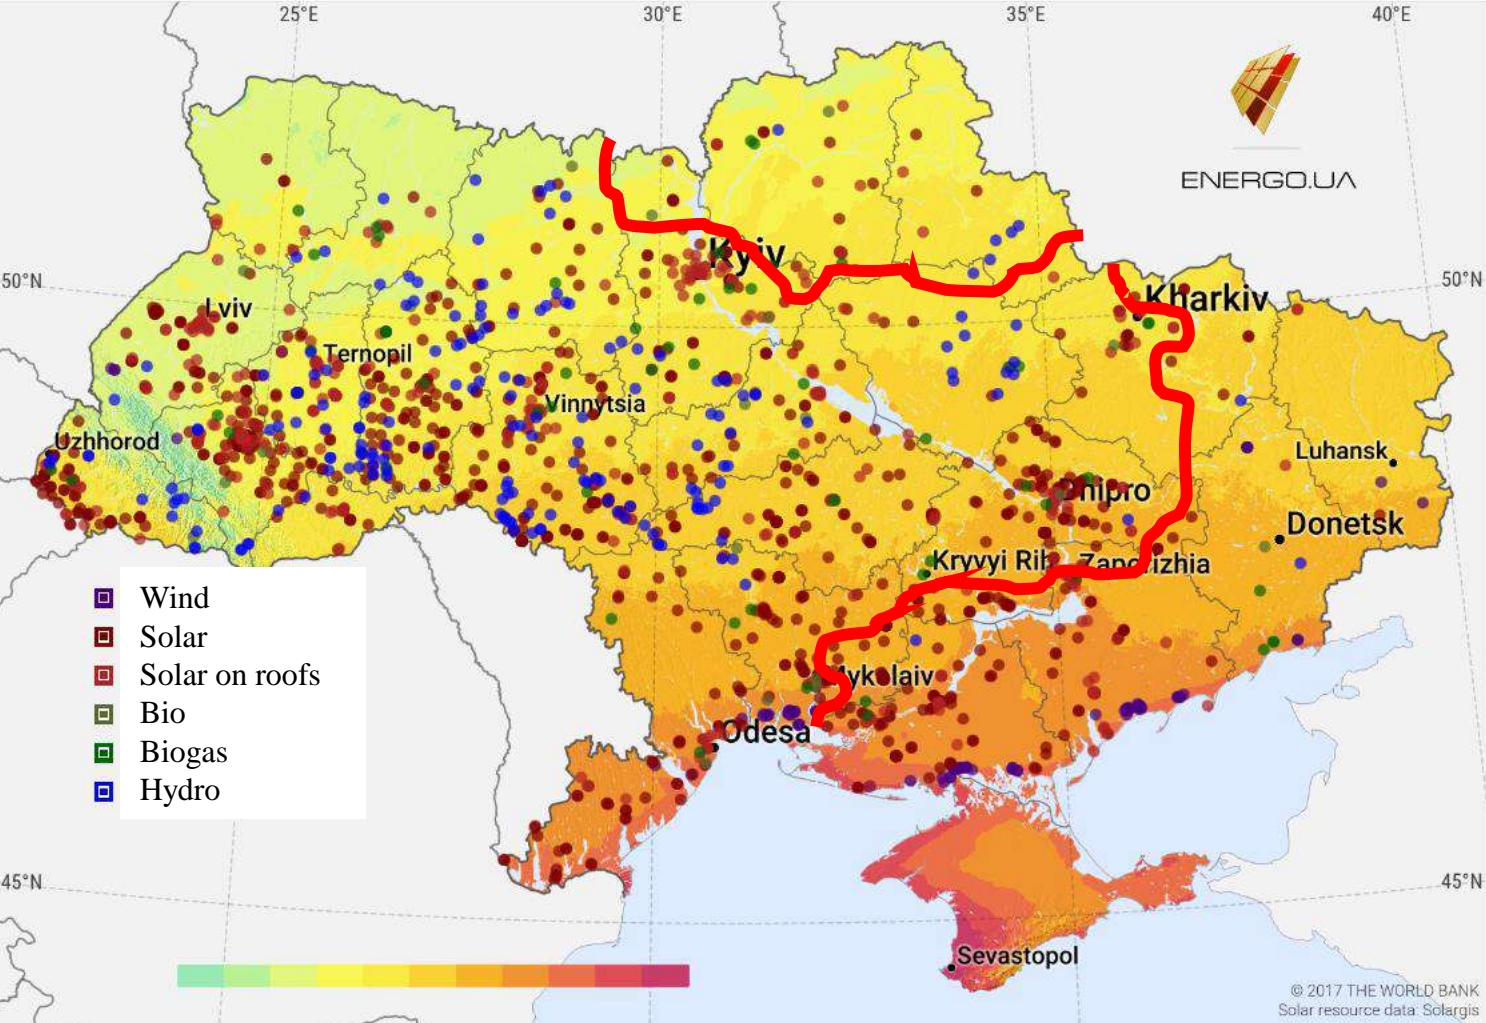 25°E
30°E
35°E
40°E
ENERGO.UA
50°N
50°N
Kyiv
Kharkiv
Lviv
Ternopil
Vinnytsia
Uzhhorod
Luhansk
Dnipro
Donetsk
Kryvyi Rih
Zaporizhia
Mykolaiv
Odesa
Wind
Solar
Solar on roofs
Bio
Biogas
Hydro
45°N
45°N
Sevastopol
© 2017 THE WORLD BANK
Solar resource data: Solargis